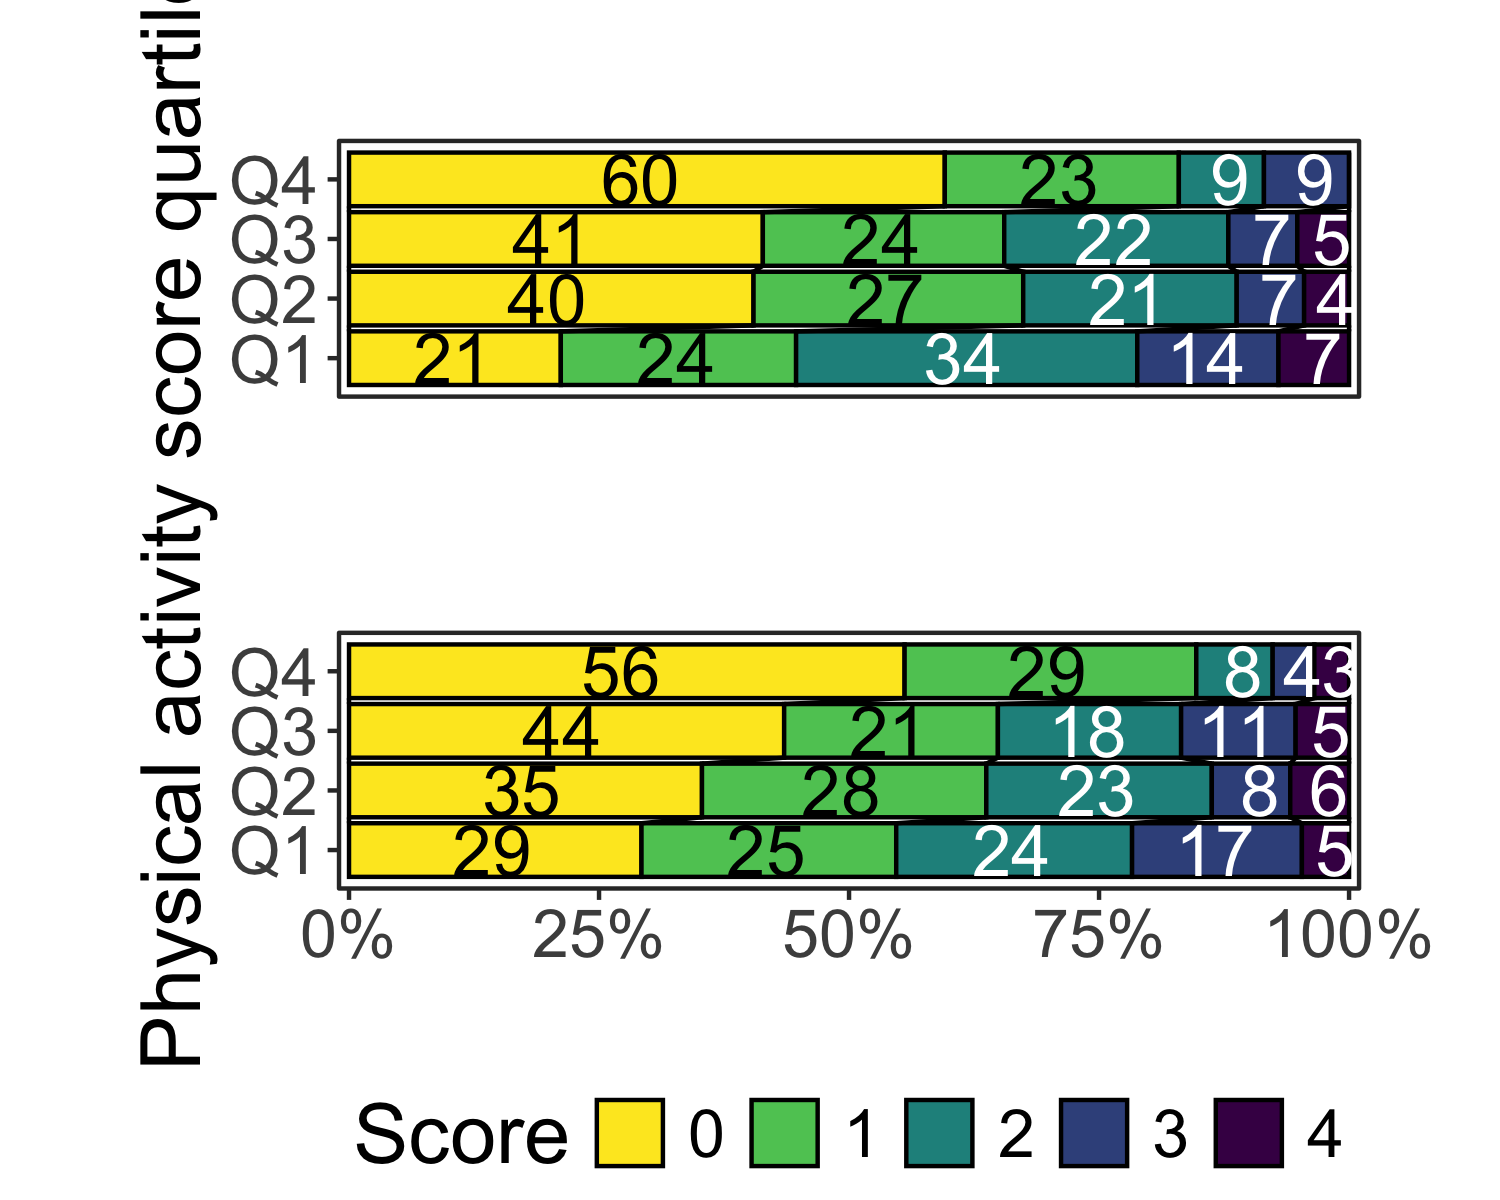 Physical activity score quartil
Q4 60 23 9 9
Q3 41 24 22 7 5
Q2 40 27 21 7 4
Q1 21 24 34 14 7
Q4 56 29 8 4 3
Q3 44 21 18 11 5
Q2 35 28 23 8 6
Q1 29 25 24 17 5
0% 25% 50% 75% 100%
Score 0 1 2 3 4